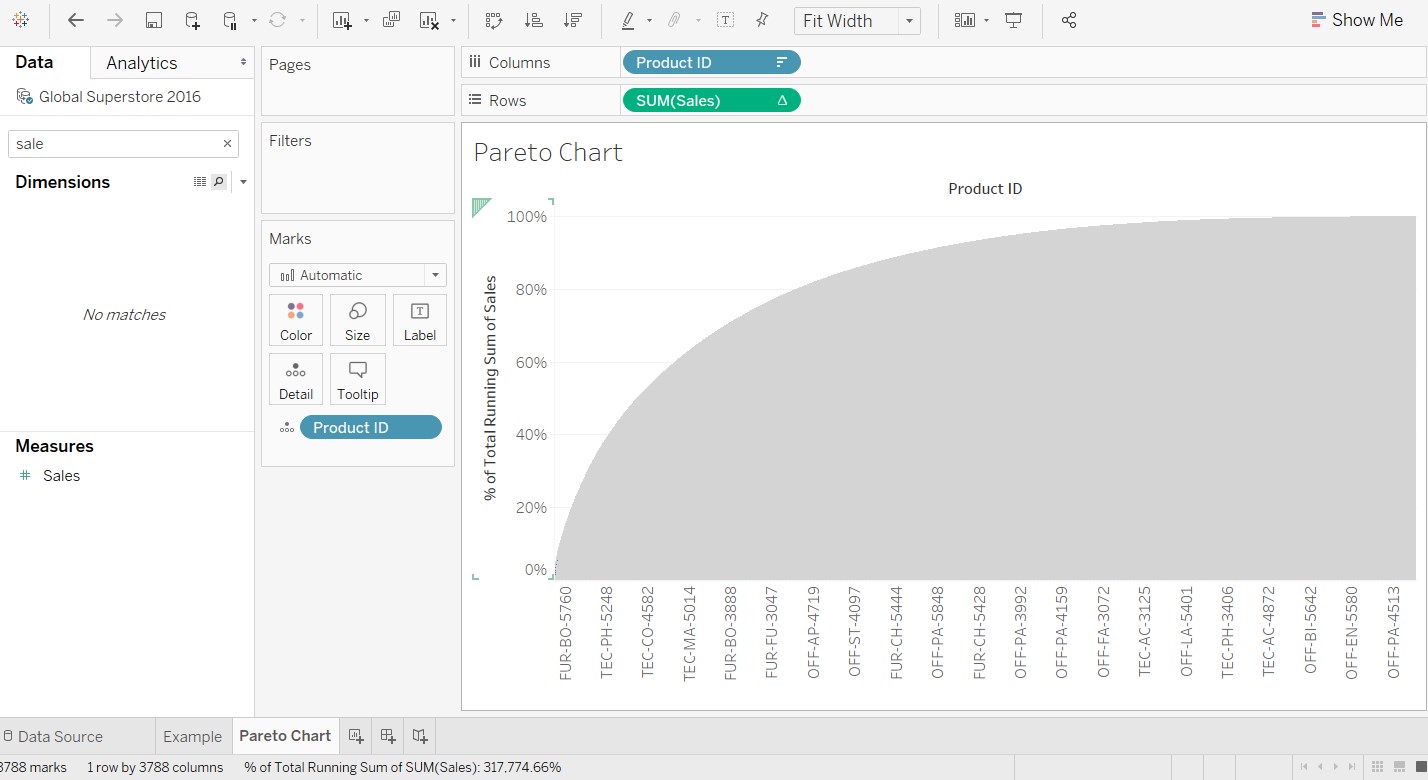 Fit Width
Show Me
Data
Analytics
Global Superstore 2016
sale
Dimensions
No matches
Measures
Sales
Pages
Filters
Marks
Automatic
Color
Size
Label
Detail
Tooltip
Product ID
Columns
Product ID
Rows
SUM(Sales)
Pareto Chart
Product ID
% of Total Running Sum of Sales
100%
80%
60%
40%
20%
0%
FUR-BO-5760
TEC-PH-5248
TEC-CO-4582
TEC-MA-5014
FUR-BO-3888
FUR-FU-3047
OFF-AP-4719
OFF-ST-4097
FUR-CH-5444
OFF-PA-5848
FUR-CH-5428
OFF-PA-3992
OFF-PA-4159
OFF-FA-3072
TEC-AC-3125
OFF-LA-5401
TEC-PH-3406
TEC-AC-4872
OFF-BI-5642
OFF-EN-5580
OFF-PA-4513
Data Source
Example
Pareto Chart
3788 marks
1 row by 3788 columns
% of Total Running Sum of SUM(Sales): 317,774.66%